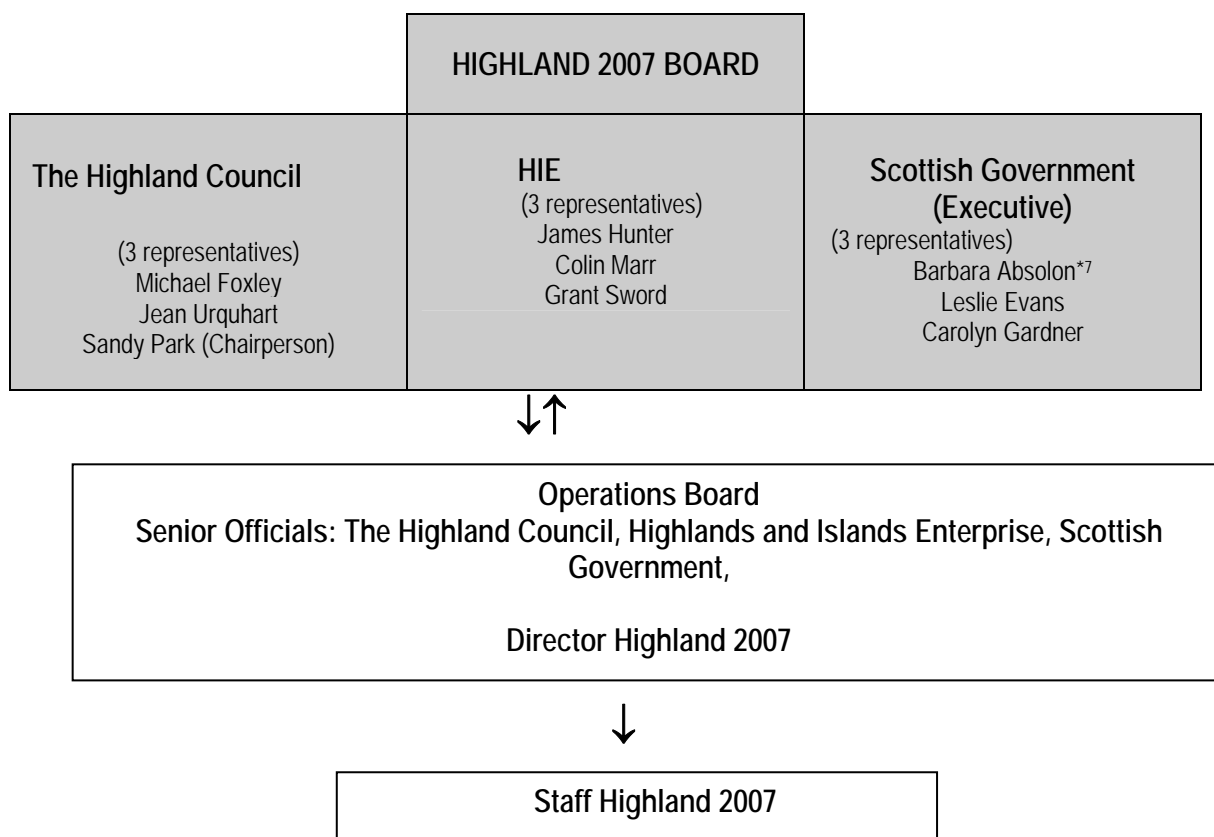 HIGHLAND 2007 BOARD
The Highland Council
(3 representatives)
Michael Foxley
Jean Urquhart
Sandy Park (Chairperson)
HIE
(3 representatives)
James Hunter
Colin Marr
Grant Sword
Scottish Government
(Executive)
(3 representatives)
Barbara Absolon*7
Leslie Evans
Carolyn Gardner
↓↑
Operations Board
Senior Officials: The Highland Council, Highlands and Islands Enterprise, Scottish
Government,
Director Highland 2007
↓
Staff Highland 2007